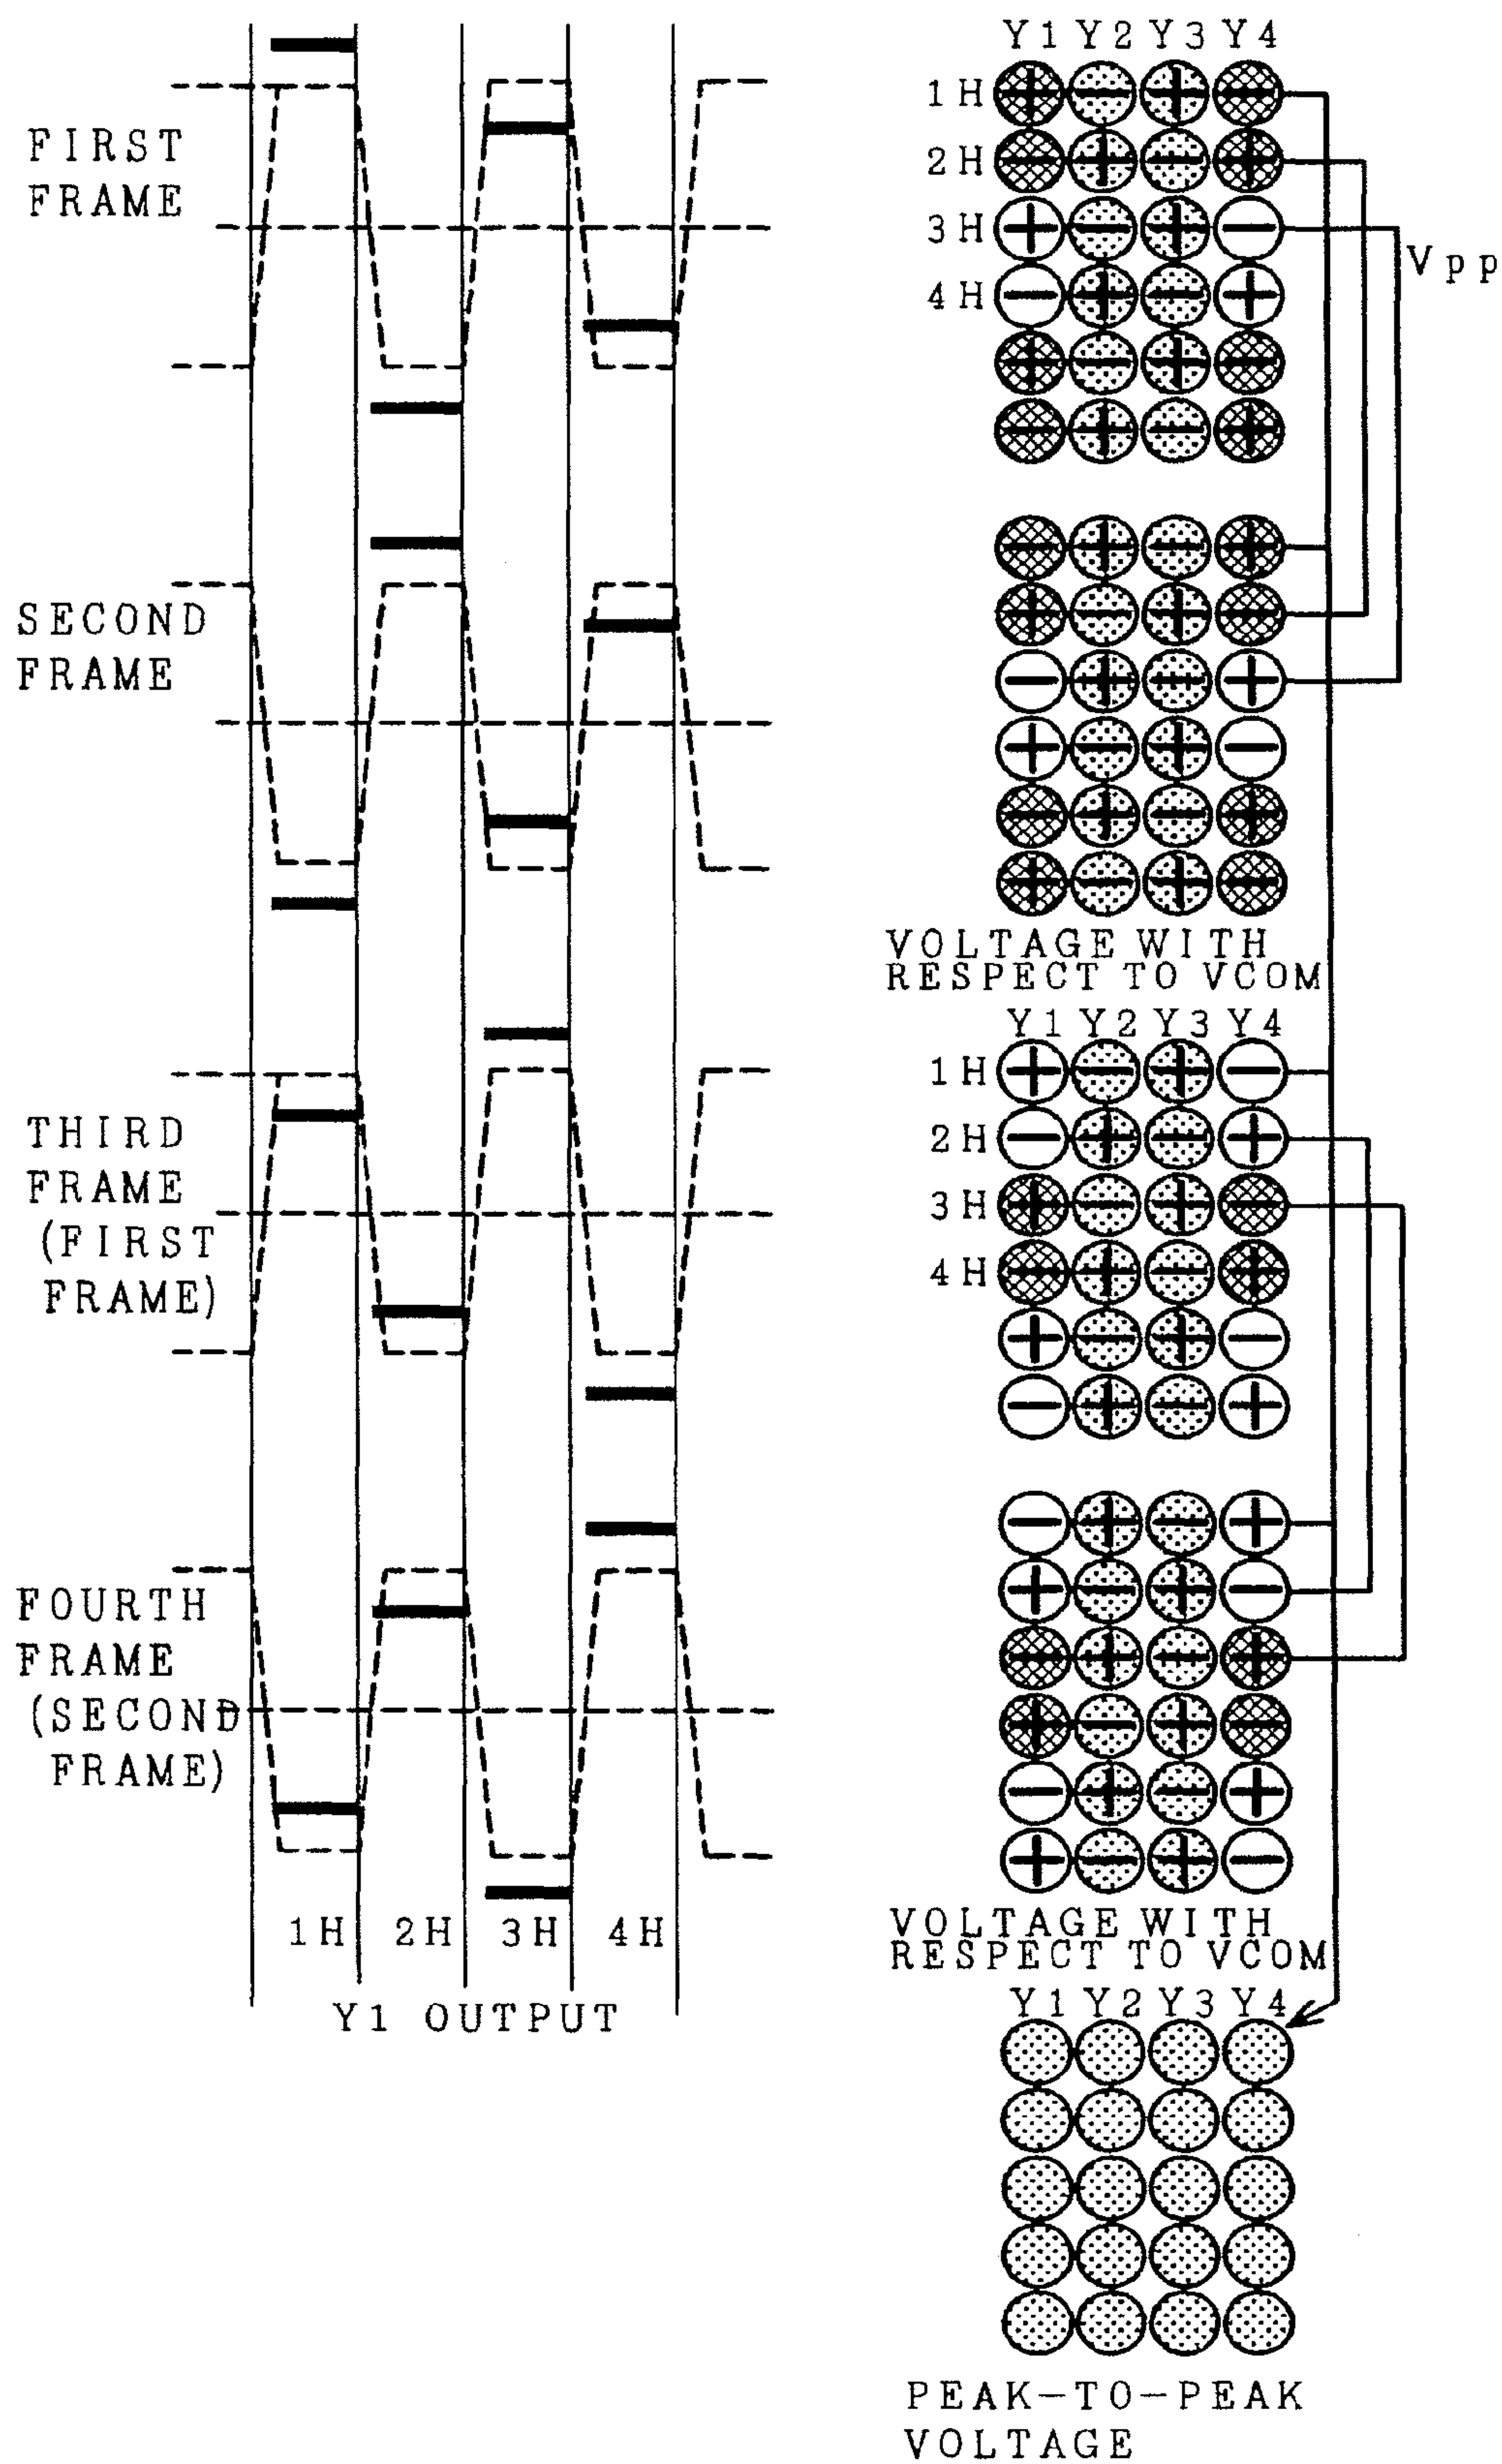 FIRST
FRAME
SECOND
FRAME
THIRD
FRAME
(FIRST
FRAME)
FOURTH
FRAME
(SECOND
FRAME)
1H 2H 3H 4H
Y1 OUTPUT
Y1 Y2 Y3 Y4
1H
2H
3H
4H
Vpp
VOLTAGE WITH
RESPECT TO VCOM
Y1 Y2 Y3 Y4
1H
2H
3H
4H
VOLTAGE WITH
RESPECT TO VCOM
Y1 Y2 Y3 Y4
PEAK-TO-PEAK
VOLTAGE